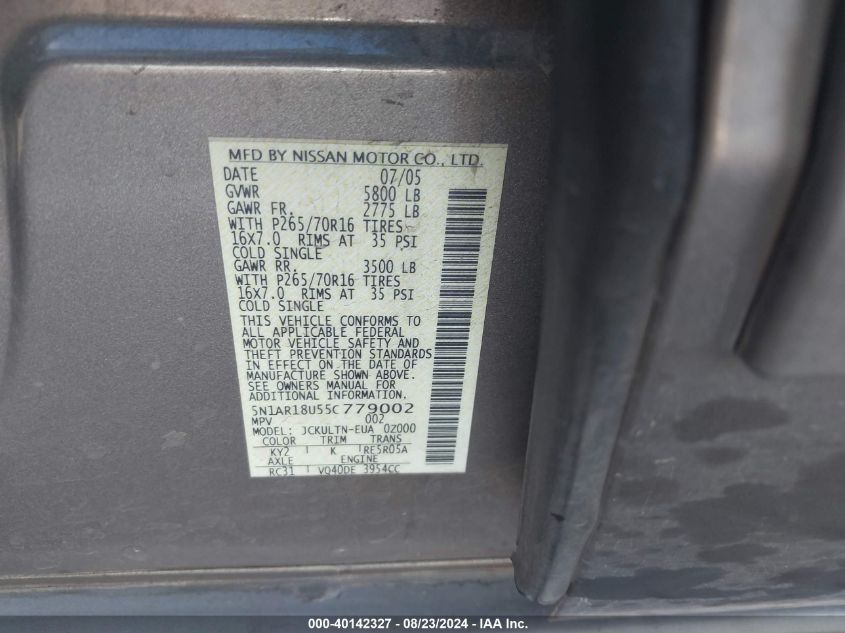 MFD BY NISSAN MOTOR CO., LTD.
DATE 07/05
GVWR 5800 LB
GAWR FR. 2775 LB
WITH P265/70R16 TIRES
16X7.0 RIMS AT 35 PSI
COLD SINGLE
GAWR RR. 3500 LB
WITH P265/70R16 TIRES
16X7.0 RIMS AT 35 PSI
COLD SINGLE
THIS VEHICLE CONFORMS TO
ALL APPLICABLE FEDERAL
MOTOR VEHICLE SAFETY AND
THEFT PREVENTION STANDARDS
IN EFFECT ON THE DATE OF
MANUFACTURE SHOWN ABOVE.
SEE OWNERS MANUAL FOR
ADDITIONAL INFORMATION.
5N1AR18U55C779002
MPV 002
MODEL: JCKULTN-EUA 0Z000
COLOR TRIM TRANS
KY2 K RE5R05A
AXLE ENGINE
RC31 VQ40DE 3954CC
000-40142327 - 08/23/2024 - IAA Inc.